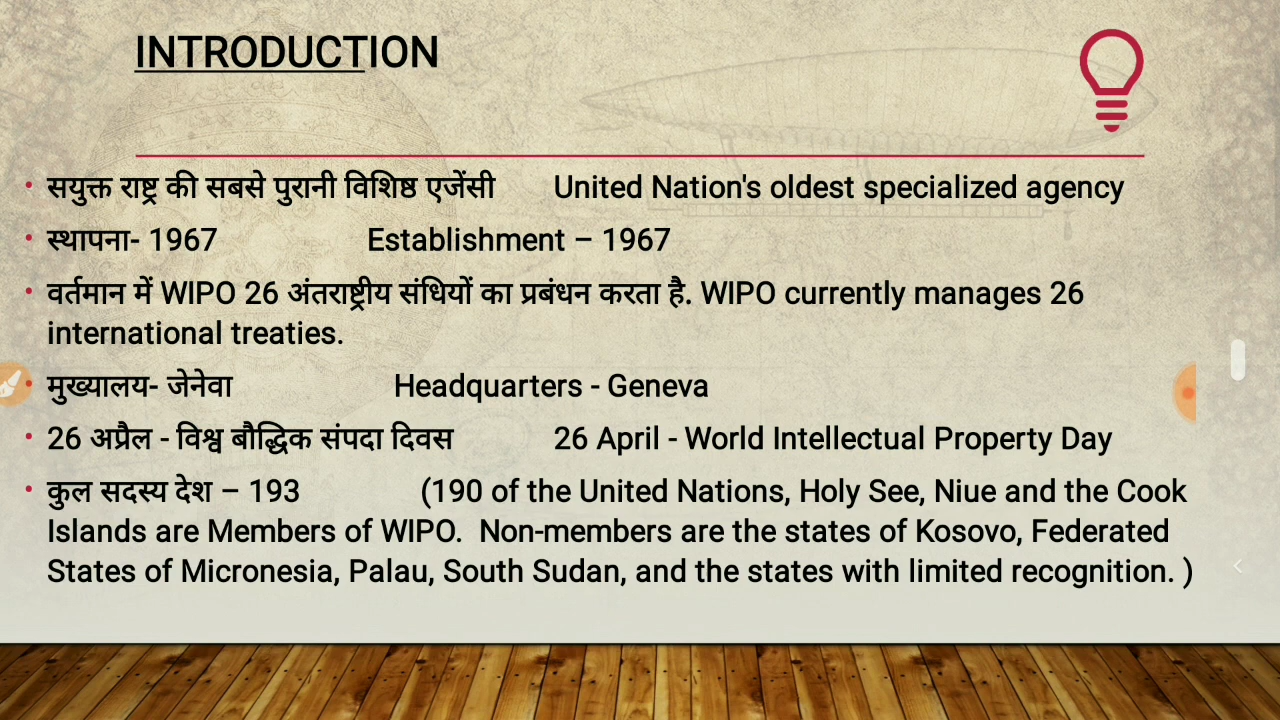 INTRODUCTION
• सयुक्त राष्ट्र की सबसे पुरानी विशिष्ठ एजेंसी United Nation's oldest specialized agency
• स्थापना- 1967 Establishment – 1967
• वर्तमान में WIPO 26 अंतराष्ट्रीय संधियों का प्रबंधन करता है. WIPO currently manages 26
international treaties.
• मुख्यालय- जेनेवा Headquarters - Geneva
• 26 अप्रैल - विश्व बौद्धिक संपदा दिवस 26 April - World Intellectual Property Day
• कुल सदस्य देश – 193 (190 of the United Nations, Holy See, Niue and the Cook
Islands are Members of WIPO. Non-members are the states of Kosovo, Federated
States of Micronesia, Palau, South Sudan, and the states with limited recognition. )